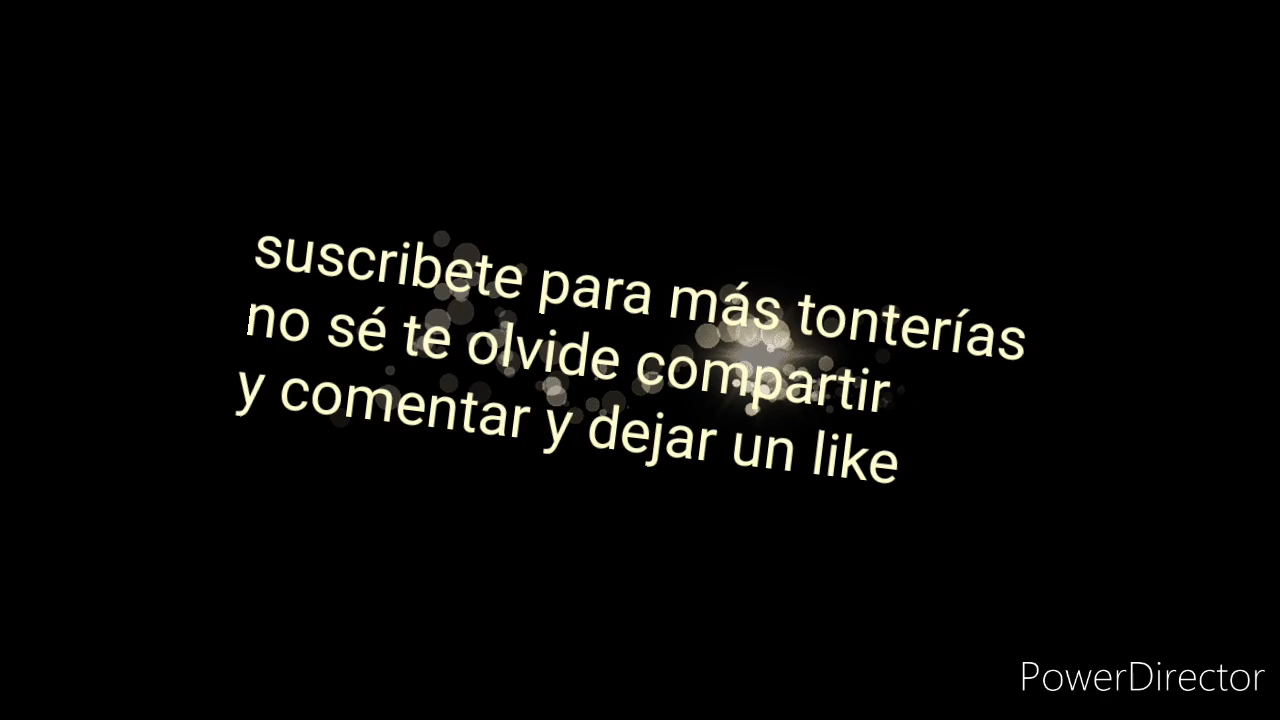 suscribete para más tonterías
no sé te olvide compartir
y comentar y dejar un like
PowerDirector